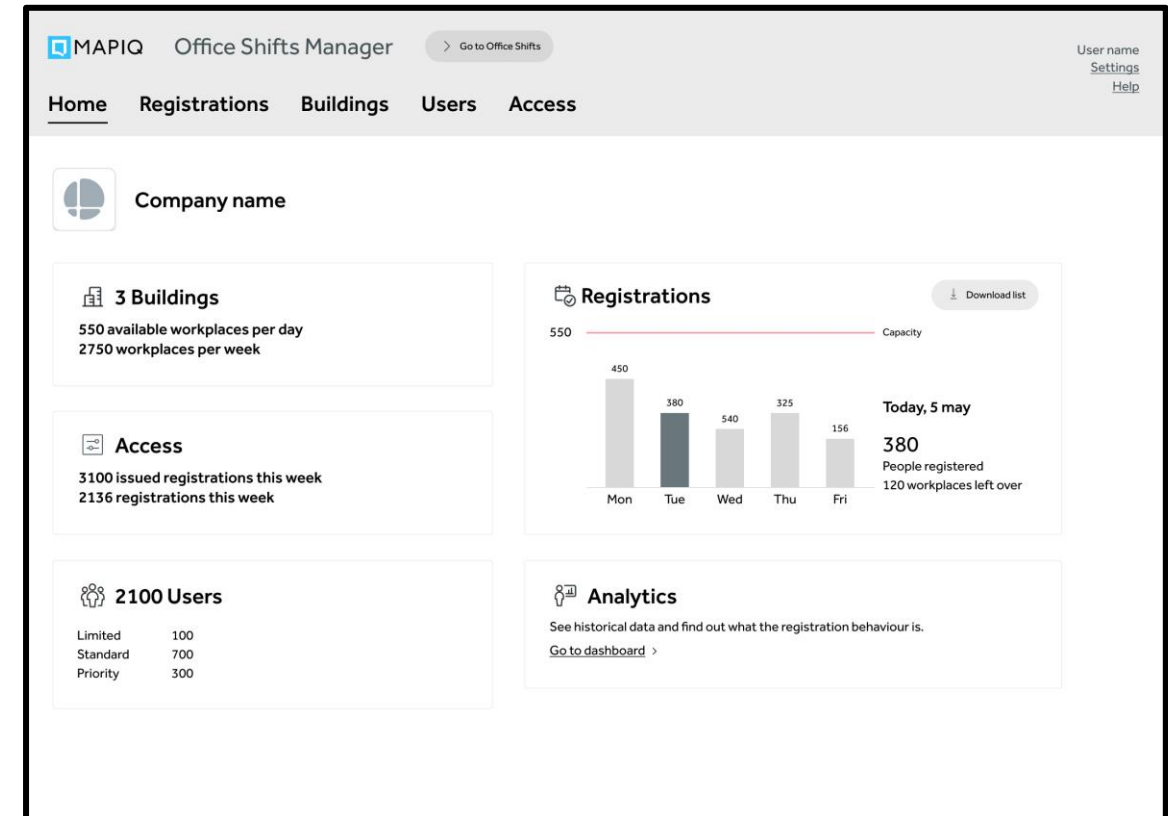 MAPIQ Office Shifts Manager > Go to Office Shifts
User name
Settings
Help
Home Registrations Buildings Users Access
Company name
3 Buildings
550 available workplaces per day
2750 workplaces per week
Access
3100 issued registrations this week
2136 registrations this week
2100 Users
Limited 100
Standard 700
Priority 300
Registrations
Download list
550 Capacity
450
380
540
325
156
Mon Tue Wed Thu Fri
Today, 5 may
380
People registered
120 workplaces left over
Analytics
See historical data and find out what the registration behaviour is.
Go to dashboard >